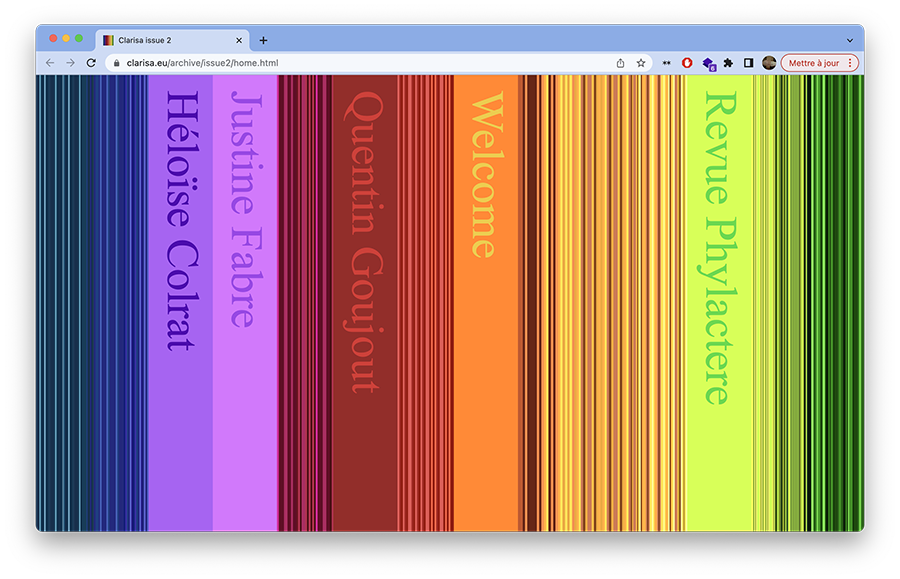 Clarisa issue 2
clarisa.eu/archive/issue2/home.html
Mettre à jour
6
Héloïse Colrat
Justine Fabre
Quentin Goujout
Welcome
Revue Phylactere